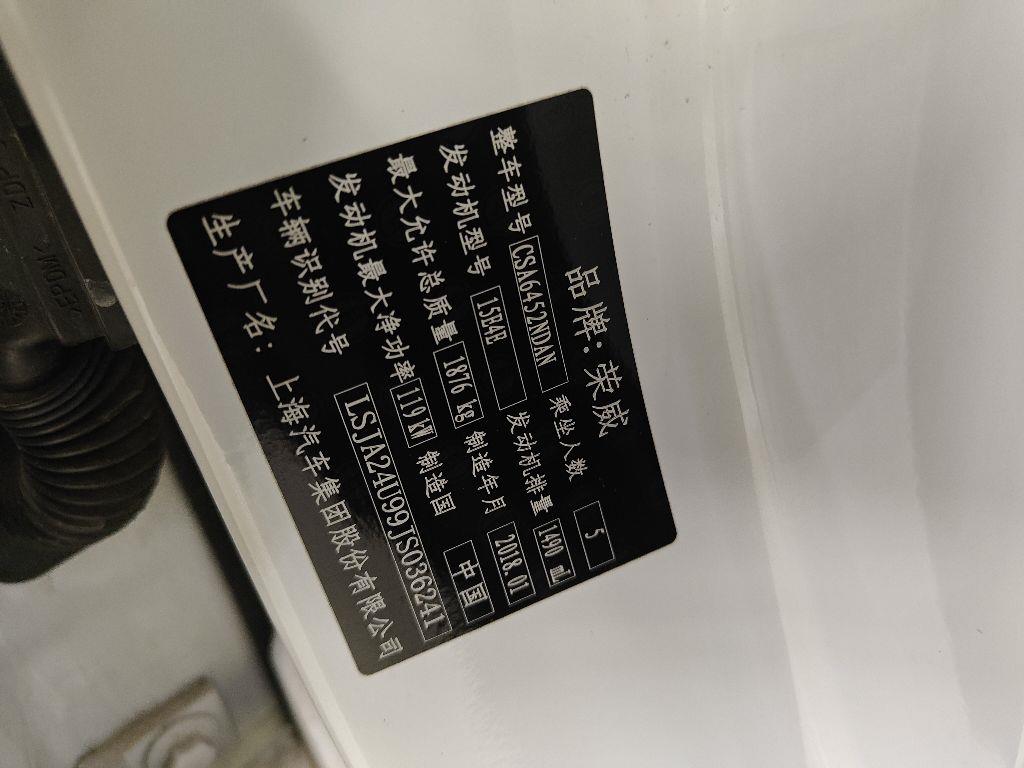 品牌:荣威
整车型号 CSA6452NDAN 乘坐人数 5
发动机型号 15E4E 发动机排量 1490 mL
最大允许总质量 1876 kg 制造年月 2018.01
发动机最大净功率 119 kW 制造国 中国
车辆识别代号 LSJA24U99JS036241
生产厂名: 上海汽车集团股份有限公司